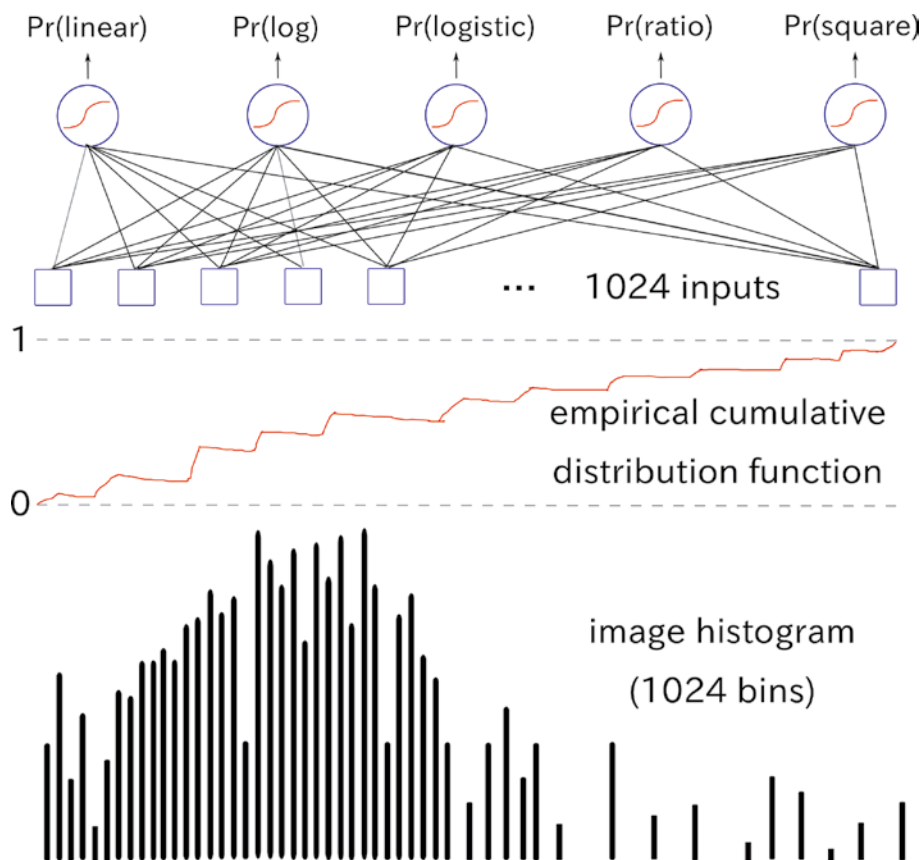 Pr(linear) Pr(log) Pr(logistic) Pr(ratio) Pr(square)
... 1024 inputs
1
empirical cumulative
distribution function
0
image histogram
(1024 bins)